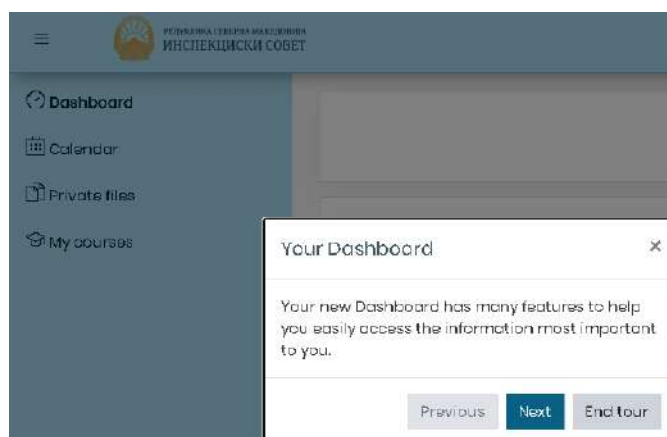 РЕПУБЛИКА СЕВЕРНА МАКЕДОНИЈА
ИНСПЕКЦИСКИ СОВЕТ
Dashboard
Calendar
Private files
My courses
Your Dashboard
×
Your new Dashboard has many features to help
you easily access the information most important
to you.
Previous Next End tour